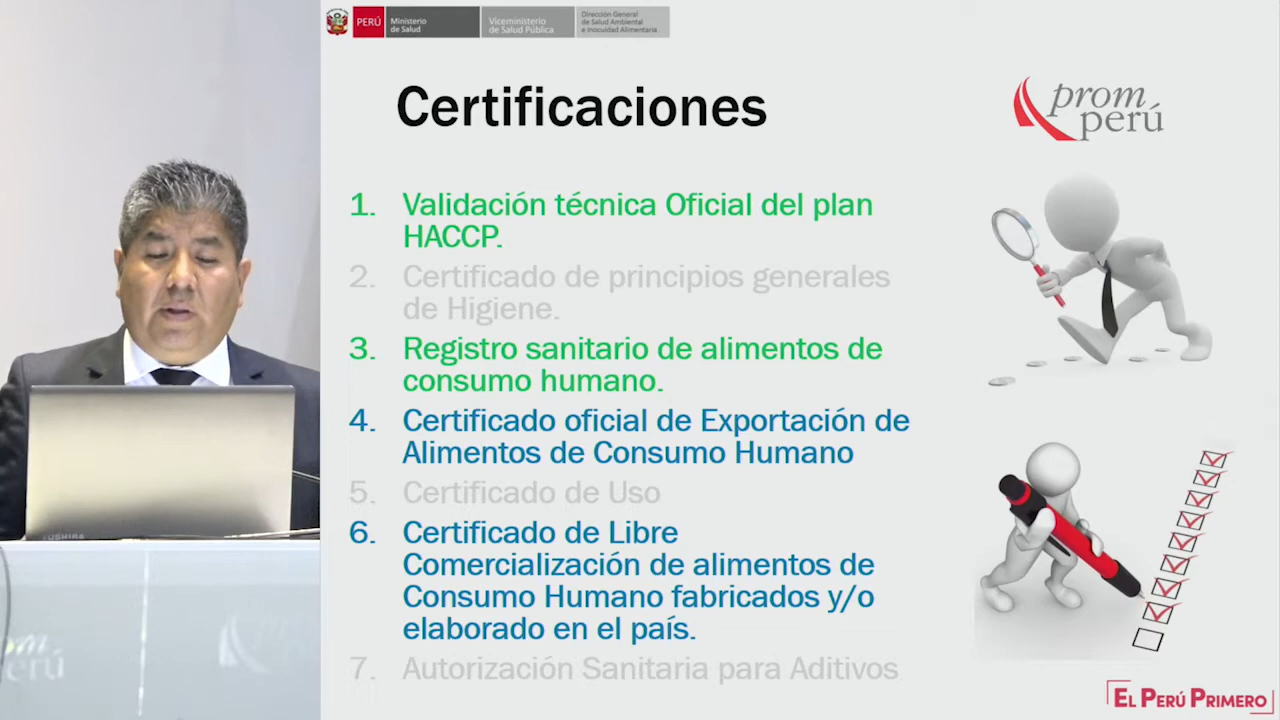 PERÚ
Ministerio
de Salud
Viceministerio
de Salud Pública
Dirección General
de Salud Ambiental
e Inocuidad Alimentaria
Certificaciones
prom
perú
1. Validación técnica Oficial del plan
HACCP.
2. Certificado de principios generales
de Higiene.
3. Registro sanitario de alimentos de
consumo humano.
4. Certificado oficial de Exportación de
Alimentos de Consumo Humano
5. Certificado de Uso
6. Certificado de Libre
Comercialización de alimentos de
Consumo Humano fabricados y/o
elaborado en el país.
7. Autorización Sanitaria para Aditivos
EL PERÚ PRIMERO
TOSHIBA
prom
perú